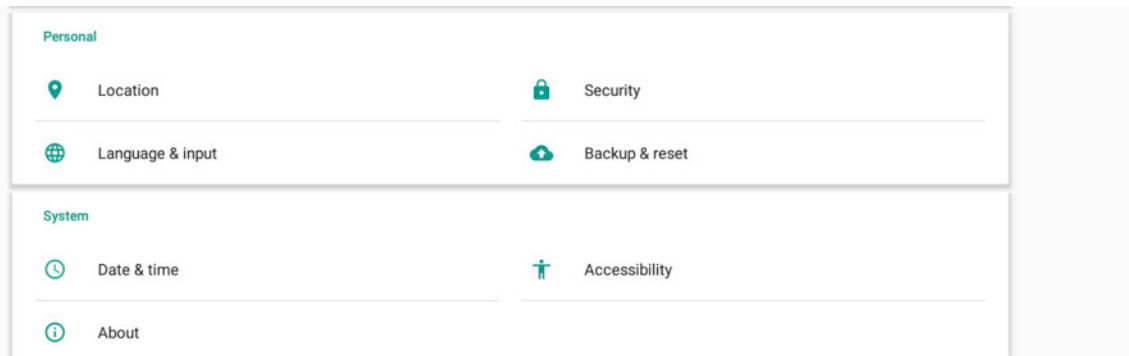 Personal
Location
Security
Language & input
Backup & reset
System
Date & time
Accessibility
About